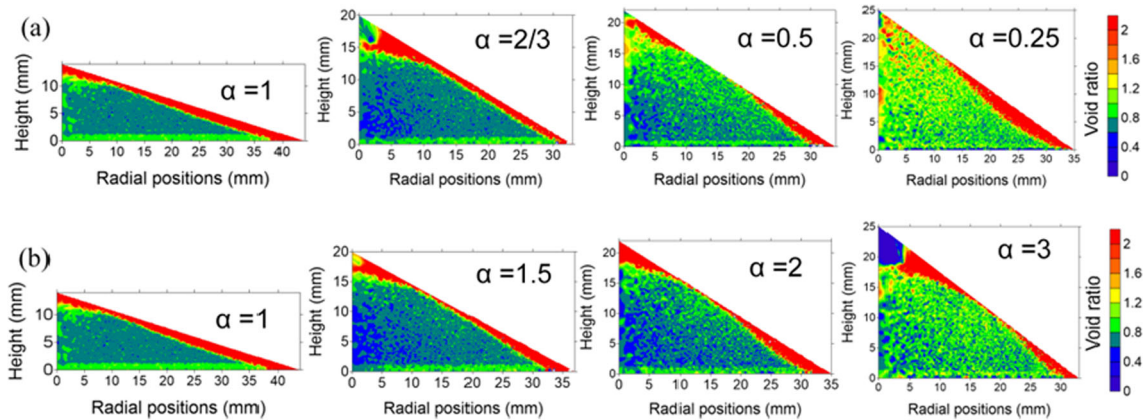 (a)
α =1
Height (mm)
10
5
0
0 5 10 15 20 25 30 35 40
Radial positions (mm)
α =2/3
Height (mm)
20
15
10
5
0
0 5 10 15 20 25 30
Radial positions (mm)
α =0.5
Height (mm)
20
15
10
5
0
0 5 10 15 20 25 30
Radial positions (mm)
α =0.25
Height (mm)
25
20
15
10
5
0
0 5 10 15 20 25 30 35
Radial positions (mm)
Void ratio
2
1.6
1.2
0.8
0.4
0
(b)
α =1
Height (mm)
10
5
0
0 5 10 15 20 25 30 35 40
Radial positions (mm)
α =1.5
Height (mm)
20
15
10
5
0
0 5 10 15 20 25 30 35
Radial positions (mm)
α =2
Height (mm)
20
15
10
5
0
0 5 10 15 20 25 30 35
Radial positions (mm)
α =3
Height (mm)
25
20
15
10
5
0
0 5 10 15 20 25 30
Radial positions (mm)
Void ratio
2
1.6
1.2
0.8
0.4
0